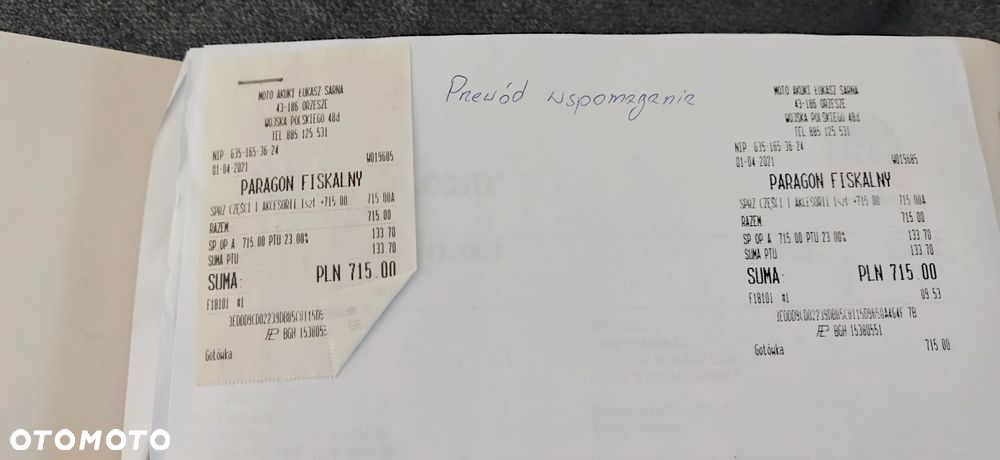 MOTO AKUKI ŁUKASZ SARNA
43-186 ORZESZE
WOJSKA POLSKIEGO 48d
TEL 885 125 531
NIP 635-165-36-24
01-04-2021 W019685
PARAGON FISKALNY
SPRZ CZĘŚCI I AKCESORII 1szt *715.00 715.00A
RAZEM 715.00
SP OP A 715.00 PTU 23.00% 133.70
SUMA PTU 133.70
SUMA: PLN 715.00
F18101 #1
BGH 1538055
Gotówka
Przewód wspomagania
MOTO AKUKI ŁUKASZ SARNA
43-186 ORZESZE
WOJSKA POLSKIEGO 48d
TEL 885 125 531
NIP 635-165-36-24
01-04-2021 W019685
PARAGON FISKALNY
SPRZ CZĘŚCI I AKCESORII 1szt *715.00 715.00A
RAZEM 715.00
SP OP A 715.00 PTU 23.00% 133.70
SUMA PTU 133.70
SUMA: PLN 715.00
F18101 #1 09:53
BGH 15380551
Gotówka 715.00
OTOMOTO